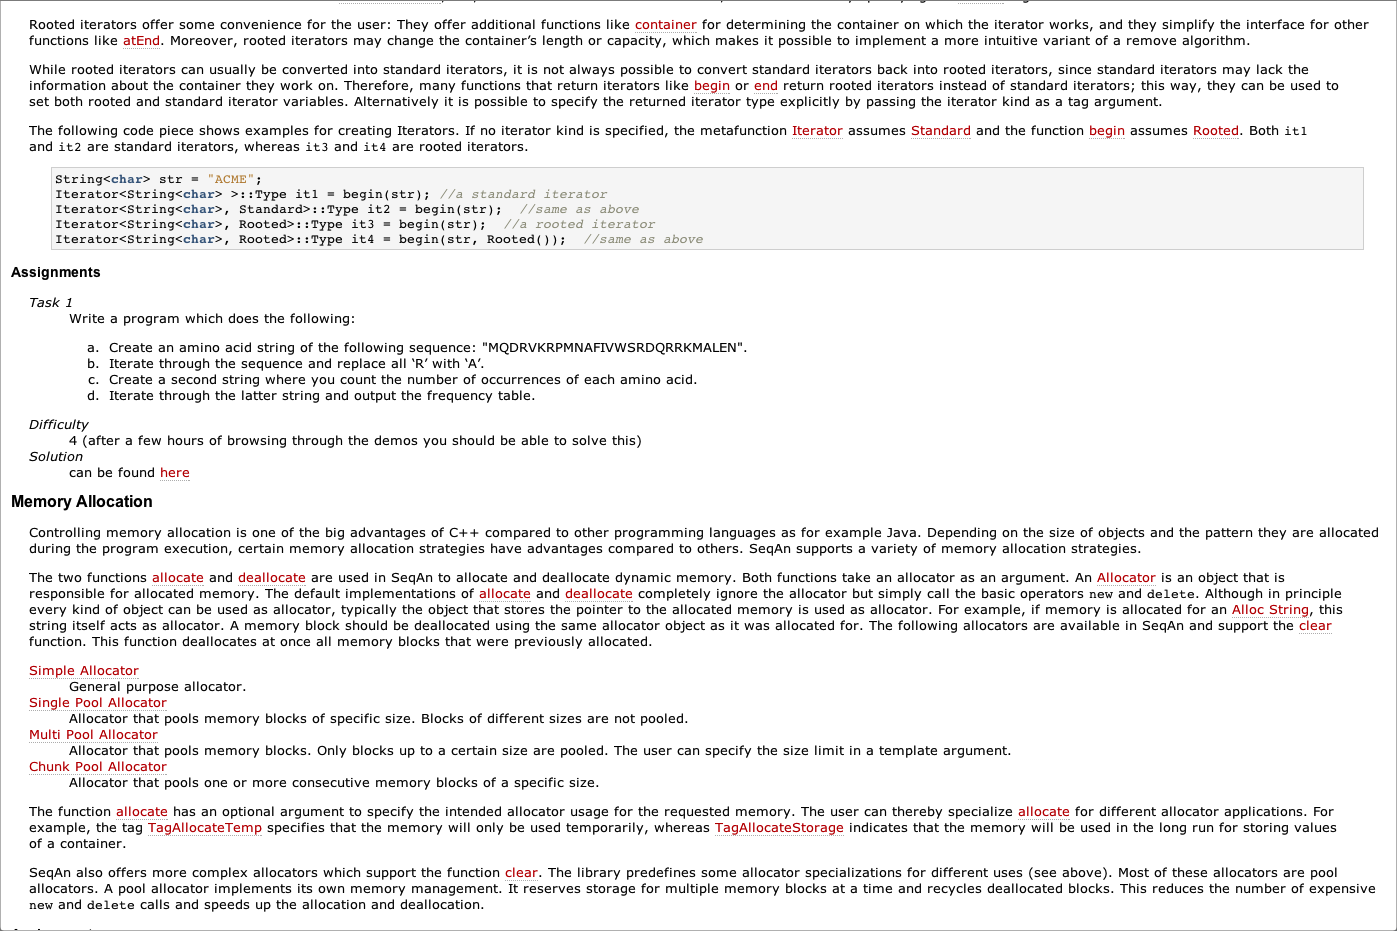 Rooted iterators offer some convenience for the user: They offer additional functions like container for determining the container on which the iterator works, and they simplify the interface for other
functions like atEnd. Moreover, rooted iterators may change the container’s length or capacity, which makes it possible to implement a more intuitive variant of a remove algorithm.
While rooted iterators can usually be converted into standard iterators, it is not always possible to convert standard iterators back into rooted iterators, since standard iterators may lack the
information about the container they work on. Therefore, many functions that return iterators like begin or end return rooted iterators instead of standard iterators; this way, they can be used to
set both rooted and standard iterator variables. Alternatively it is possible to specify the returned iterator type explicitly by passing the iterator kind as a tag argument.
The following code piece shows examples for creating Iterators. If no iterator kind is specified, the metafunction Iterator assumes Standard and the function begin assumes Rooted. Both it1
and it2 are standard iterators, whereas it3 and it4 are rooted iterators.
String<char> str = "ACME";
Iterator<String<char> >::Type it1 = begin(str); //a standard iterator
Iterator<String<char>, Standard>::Type it2 = begin(str);  //same as above
Iterator<String<char>, Rooted>::Type it3 = begin(str);  //a rooted iterator
Iterator<String<char>, Rooted>::Type it4 = begin(str, Rooted());  //same as above
Assignments
Task 1
Write a program which does the following:
a. Create an amino acid string of the following sequence: "MQDRVKRPMNAFIVWSRDQRRKMALEN".
b. Iterate through the sequence and replace all ‘R’ with ‘A’.
c. Create a second string where you count the number of occurrences of each amino acid.
d. Iterate through the latter string and output the frequency table.
Difficulty
4 (after a few hours of browsing through the demos you should be able to solve this)
Solution
can be found here
Memory Allocation
Controlling memory allocation is one of the big advantages of C++ compared to other programming languages as for example Java. Depending on the size of objects and the pattern they are allocated
during the program execution, certain memory allocation strategies have advantages compared to others. SeqAn supports a variety of memory allocation strategies.
The two functions allocate and deallocate are used in SeqAn to allocate and deallocate dynamic memory. Both functions take an allocator as an argument. An Allocator is an object that is
responsible for allocated memory. The default implementations of allocate and deallocate completely ignore the allocator but simply call the basic operators new and delete. Although in principle
every kind of object can be used as allocator, typically the object that stores the pointer to the allocated memory is used as allocator. For example, if memory is allocated for an Alloc String, this
string itself acts as allocator. A memory block should be deallocated using the same allocator object as it was allocated for. The following allocators are available in SeqAn and support the clear
function. This function deallocates at once all memory blocks that were previously allocated.
Simple Allocator
General purpose allocator.
Single Pool Allocator
Allocator that pools memory blocks of specific size. Blocks of different sizes are not pooled.
Multi Pool Allocator
Allocator that pools memory blocks. Only blocks up to a certain size are pooled. The user can specify the size limit in a template argument.
Chunk Pool Allocator
Allocator that pools one or more consecutive memory blocks of a specific size.
The function allocate has an optional argument to specify the intended allocator usage for the requested memory. The user can thereby specialize allocate for different allocator applications. For
example, the tag TagAllocateTemp specifies that the memory will only be used temporarily, whereas TagAllocateStorage indicates that the memory will be used in the long run for storing values
of a container.
SeqAn also offers more complex allocators which support the function clear. The library predefines some allocator specializations for different uses (see above). Most of these allocators are pool
allocators. A pool allocator implements its own memory management. It reserves storage for multiple memory blocks at a time and recycles deallocated blocks. This reduces the number of expensive
new and delete calls and speeds up the allocation and deallocation.